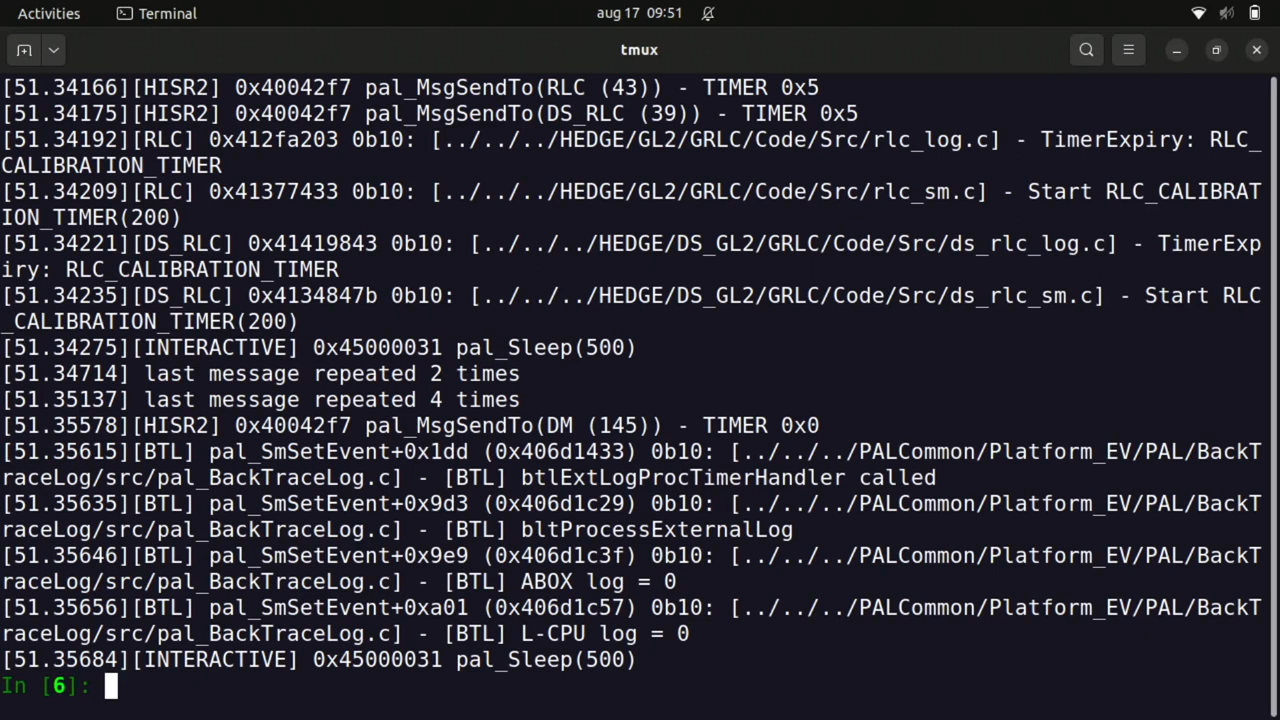 Activities Terminal aug 17 09:51
tmux
[51.34166][HISR2] 0x40042f7 pal_MsgSendTo(RLC (43)) - TIMER 0x5
[51.34175][HISR2] 0x40042f7 pal_MsgSendTo(DS_RLC (39)) - TIMER 0x5
[51.34192][RLC] 0x412fa203 0b10: [../../../HEDGE/GL2/GRLC/Code/Src/rlc_log.c] - TimerExpiry: RLC_
CALIBRATION_TIMER
[51.34209][RLC] 0x41377433 0b10: [../../../HEDGE/GL2/GRLC/Code/Src/rlc_sm.c] - Start RLC_CALIBRAT
ION_TIMER(200)
[51.34221][DS_RLC] 0x41419843 0b10: [../../../HEDGE/DS_GL2/GRLC/Code/Src/ds_rlc_log.c] - TimerExp
iry: RLC_CALIBRATION_TIMER
[51.34235][DS_RLC] 0x4134847b 0b10: [../../../HEDGE/DS_GL2/GRLC/Code/Src/ds_rlc_sm.c] - Start RLC
_CALIBRATION_TIMER(200)
[51.34275][INTERACTIVE] 0x45000031 pal_Sleep(500)
[51.34714] last message repeated 2 times
[51.35137] last message repeated 4 times
[51.35578][HISR2] 0x40042f7 pal_MsgSendTo(DM (145)) - TIMER 0x0
[51.35615][BTL] pal_SmSetEvent+0x1dd (0x406d1433) 0b10: [../../../PALCommon/Platform_EV/PAL/BackT
raceLog/src/pal_BackTraceLog.c] - [BTL] btlExtLogProcTimerHandler called
[51.35635][BTL] pal_SmSetEvent+0x9d3 (0x406d1c29) 0b10: [../../../PALCommon/Platform_EV/PAL/BackT
raceLog/src/pal_BackTraceLog.c] - [BTL] bltProcessExternalLog
[51.35646][BTL] pal_SmSetEvent+0x9e9 (0x406d1c3f) 0b10: [../../../PALCommon/Platform_EV/PAL/BackT
raceLog/src/pal_BackTraceLog.c] - [BTL] ABOX log = 0
[51.35656][BTL] pal_SmSetEvent+0xa01 (0x406d1c57) 0b10: [../../../PALCommon/Platform_EV/PAL/BackT
raceLog/src/pal_BackTraceLog.c] - [BTL] L-CPU log = 0
[51.35684][INTERACTIVE] 0x45000031 pal_Sleep(500)
In [6]: